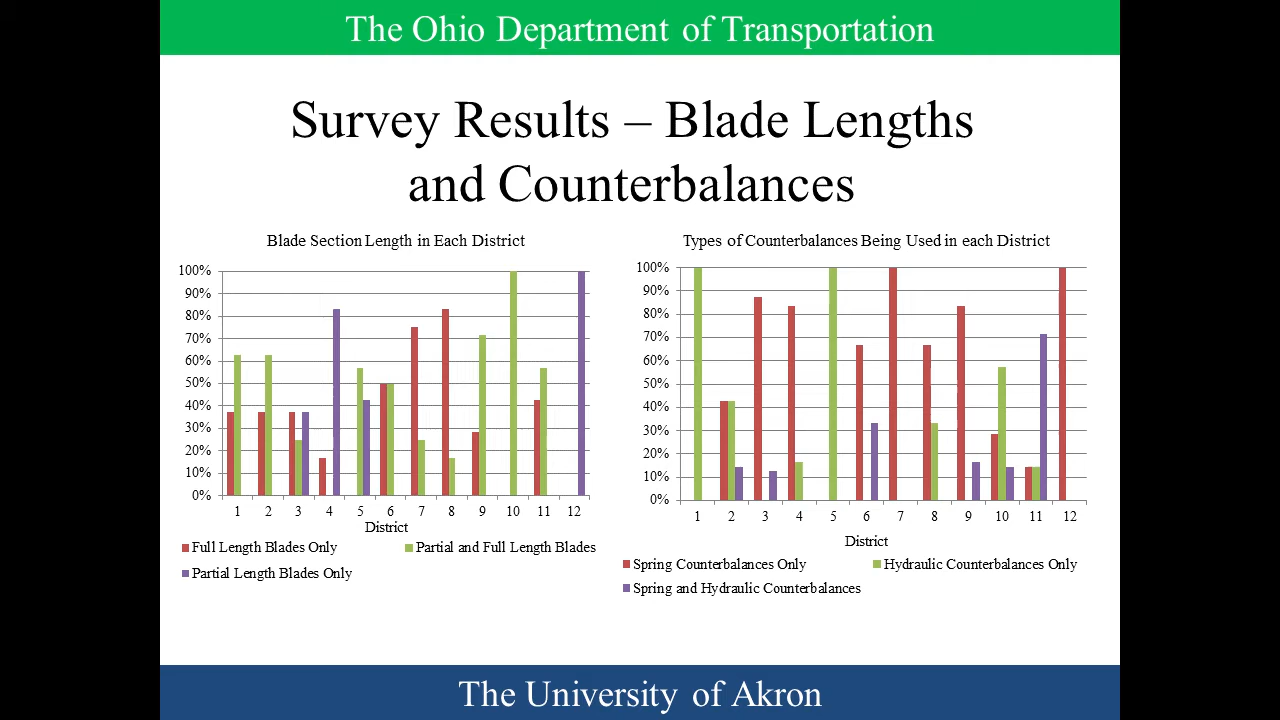 The Ohio Department of Transportation
Survey Results – Blade Lengths
and Counterbalances
Blade Section Length in Each District
100%
90%
80%
70%
60%
50%
40%
30%
20%
10%
0%
1 2 3 4 5 6 7 8 9 10 11 12
District
Full Length Blades Only
Partial and Full Length Blades
Partial Length Blades Only
Types of Counterbalances Being Used in each District
100%
90%
80%
70%
60%
50%
40%
30%
20%
10%
0%
1 2 3 4 5 6 7 8 9 10 11 12
District
Spring Counterbalances Only
Hydraulic Counterbalances Only
Spring and Hydraulic Counterbalances
The University of Akron